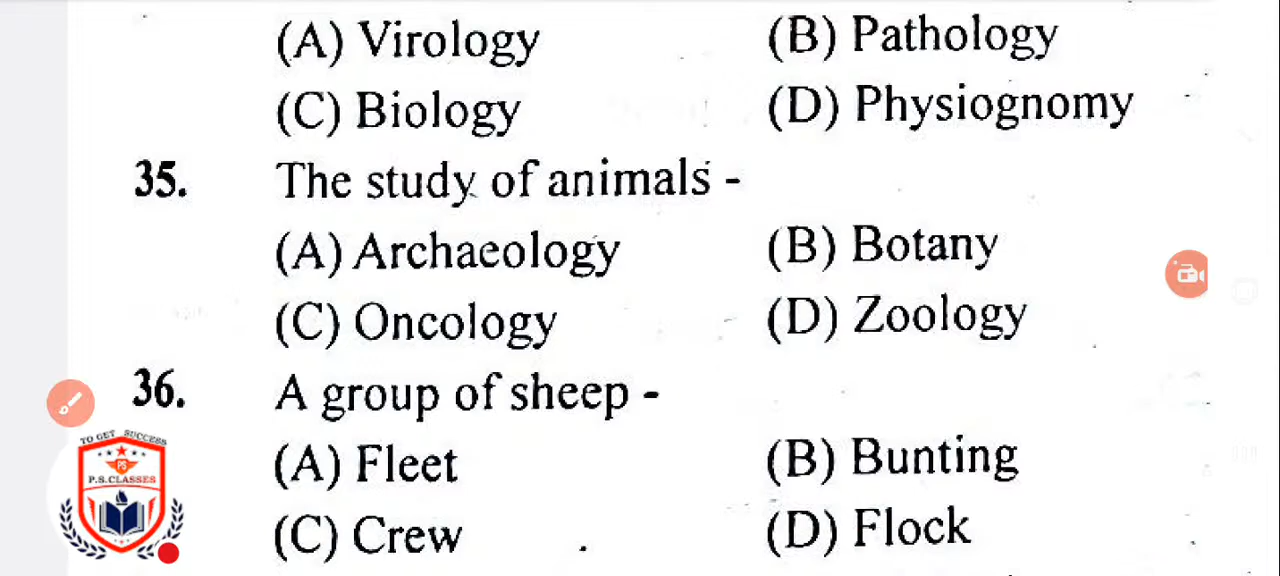 (A) Virology (B) Pathology
(C) Biology (D) Physiognomy
35. The study of animals -
(A) Archaeology (B) Botany
(C) Oncology (D) Zoology
36. A group of sheep -
(A) Fleet (B) Bunting
(C) Crew (D) Flock
TO GET SUCCESS
PS
P.S.CLASSES